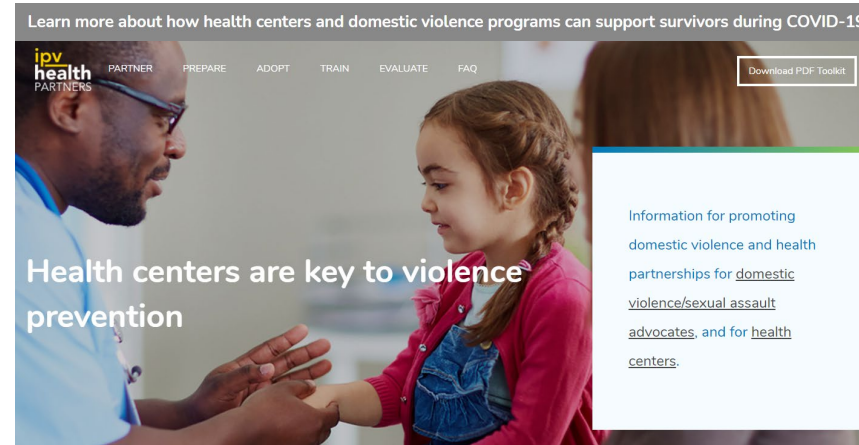 Learn more about how health centers and domestic violence programs can support survivors during COVID-19
ipv
health
PARTNERS
PARTNER PREPARE ADOPT TRAIN EVALUATE FAQ
Download PDF Toolkit
Health centers are key to violence
prevention
Information for promoting
domestic violence and health
partnerships for domestic
violence/sexual assault
advocates, and for health
centers.